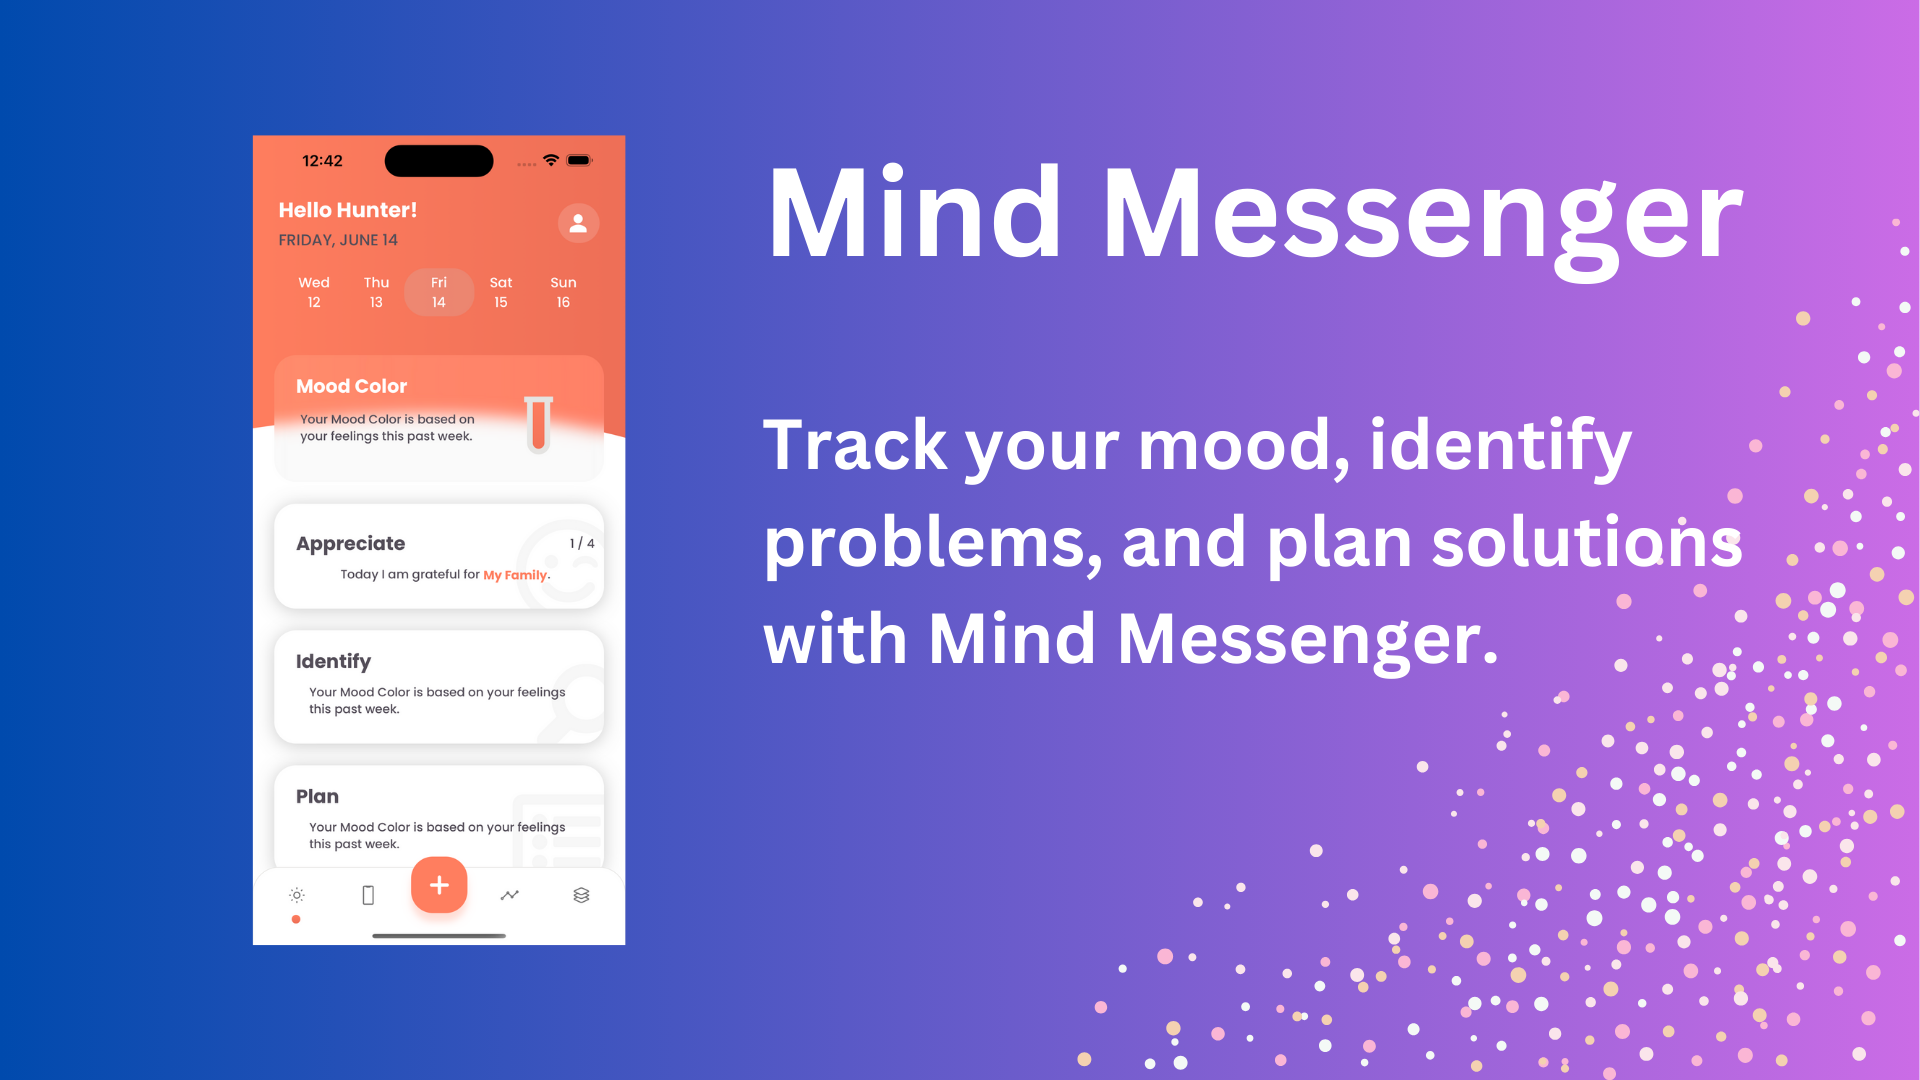 12:42
Hello Hunter!
FRIDAY, JUNE 14
Wed Thu Fri Sat Sun
12 13 14 15 16
Mood Color
Your Mood Color is based on
your feelings this past week.
Appreciate 1 / 4
Today I am grateful for My Family.
Identify
Your Mood Color is based on your feelings
this past week.
Plan
Your Mood Color is based on your feelings
this past week.
Mind Messenger
Track your mood, identify
problems, and plan solutions
with Mind Messenger.